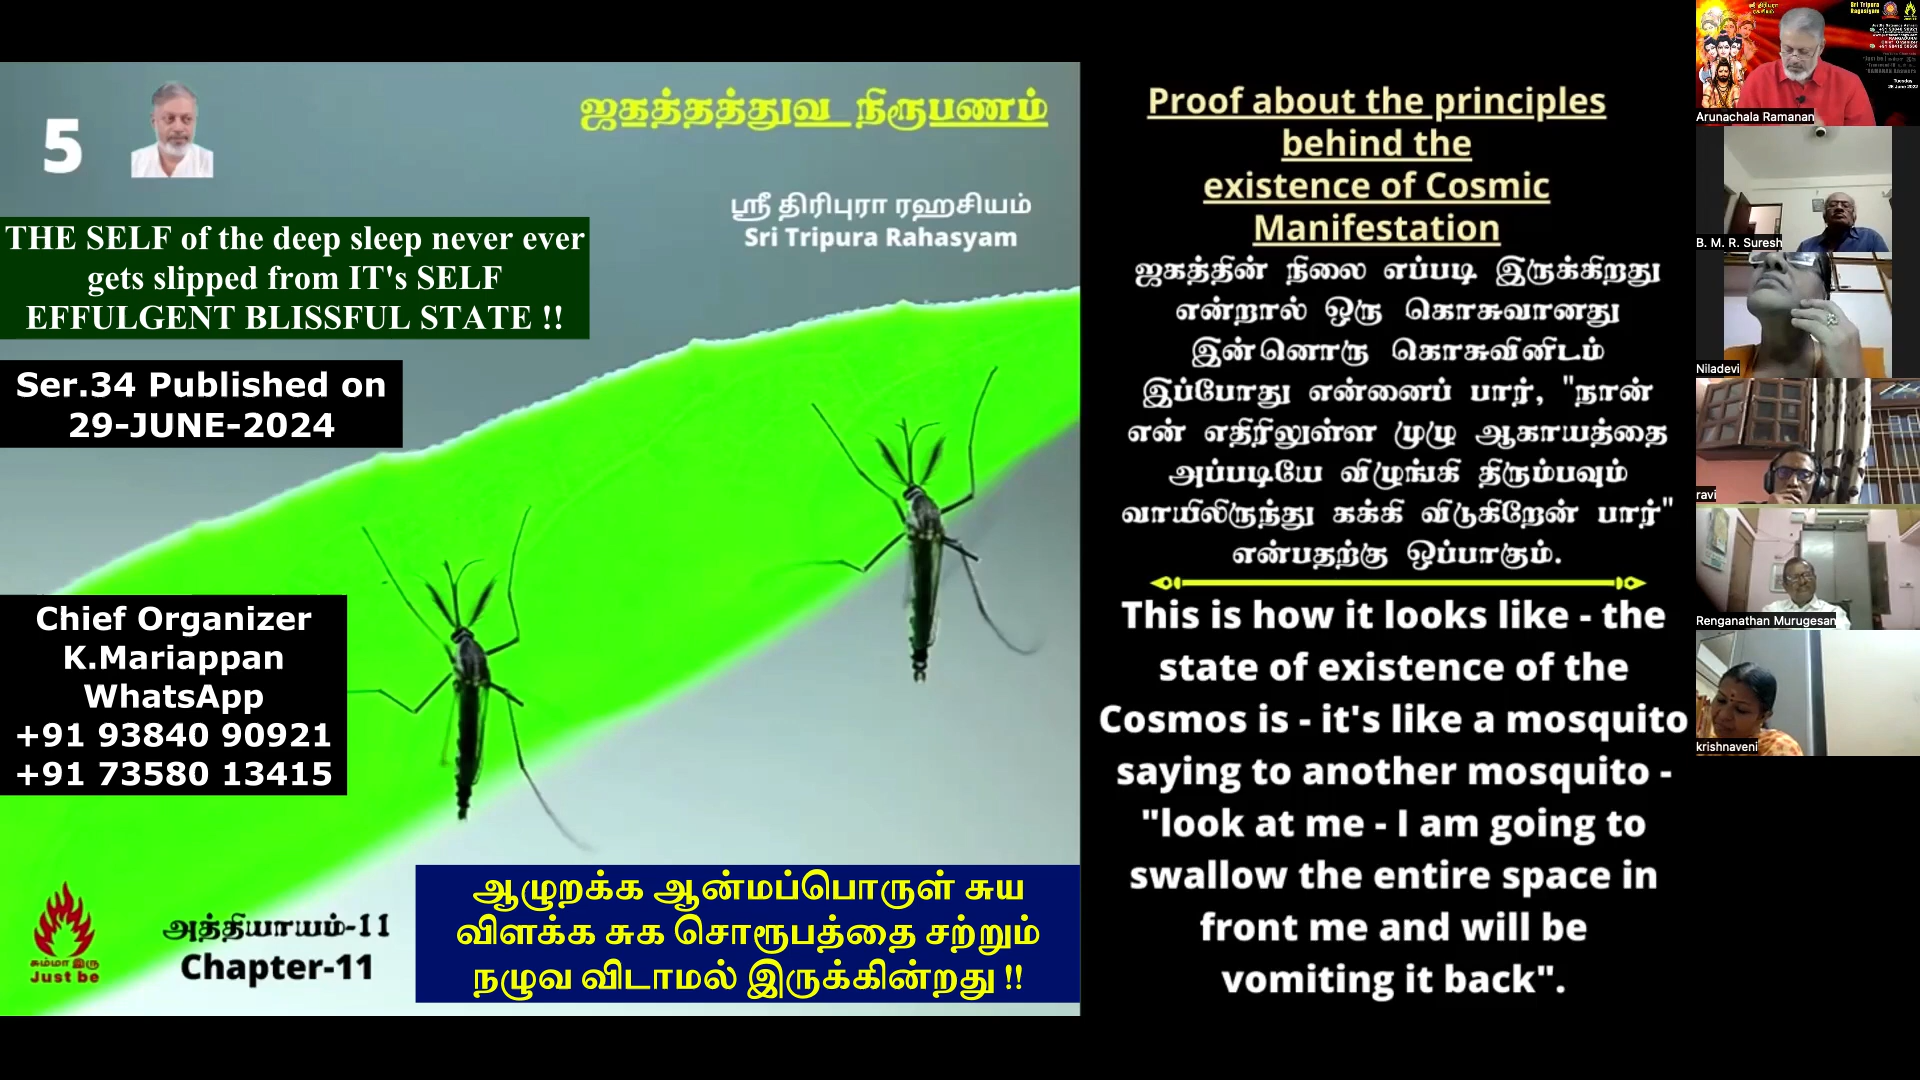 5
ஜகத்தத்துவ நிரூபணம்
ஸ்ரீ திரிபுரா ரஹசியம்
Sri Tripura Rahasyam
THE SELF of the deep sleep never ever
gets slipped from IT's SELF
EFFULGENT BLISSFUL STATE !!
Ser.34 Published on
29-JUNE-2024
Chief Organizer
K.Mariappan
WhatsApp
+91 93840 90921
+91 73580 13415
சும்மா இரு
Just be
அத்தியாயம்-11
Chapter-11
ஆழுறக்க ஆன்மப்பொருள் சுய
விளக்க சுக சொரூபத்தை சற்றும்
நழுவ விடாமல் இருக்கின்றது !!
Proof about the principles
behind the
existence of Cosmic
Manifestation
ஜகத்தின் நிலை எப்படி இருக்கிறது
என்றால் ஒரு கொசுவானது
இன்னொரு கொசுவினிடம்
இப்போது என்னைப் பார், "நான்
என் எதிரிலுள்ள முழு ஆகாயத்தை
அப்படியே விழுங்கி திரும்பவும்
வாயிலிருந்து கக்கி விடுகிறேன் பார்"
என்பதற்கு ஒப்பாகும்.
This is how it looks like - the
state of existence of the
Cosmos is - it's like a mosquito
saying to another mosquito -
"look at me - I am going to
swallow the entire space in
front me and will be
vomiting it back".
Sri Tripura
Ragasiyam
Tuesday
Arunachala Ramanan
B. M. R. Suresh
Niladevi
ravi
Renganathan Murugesan
krishnaveni